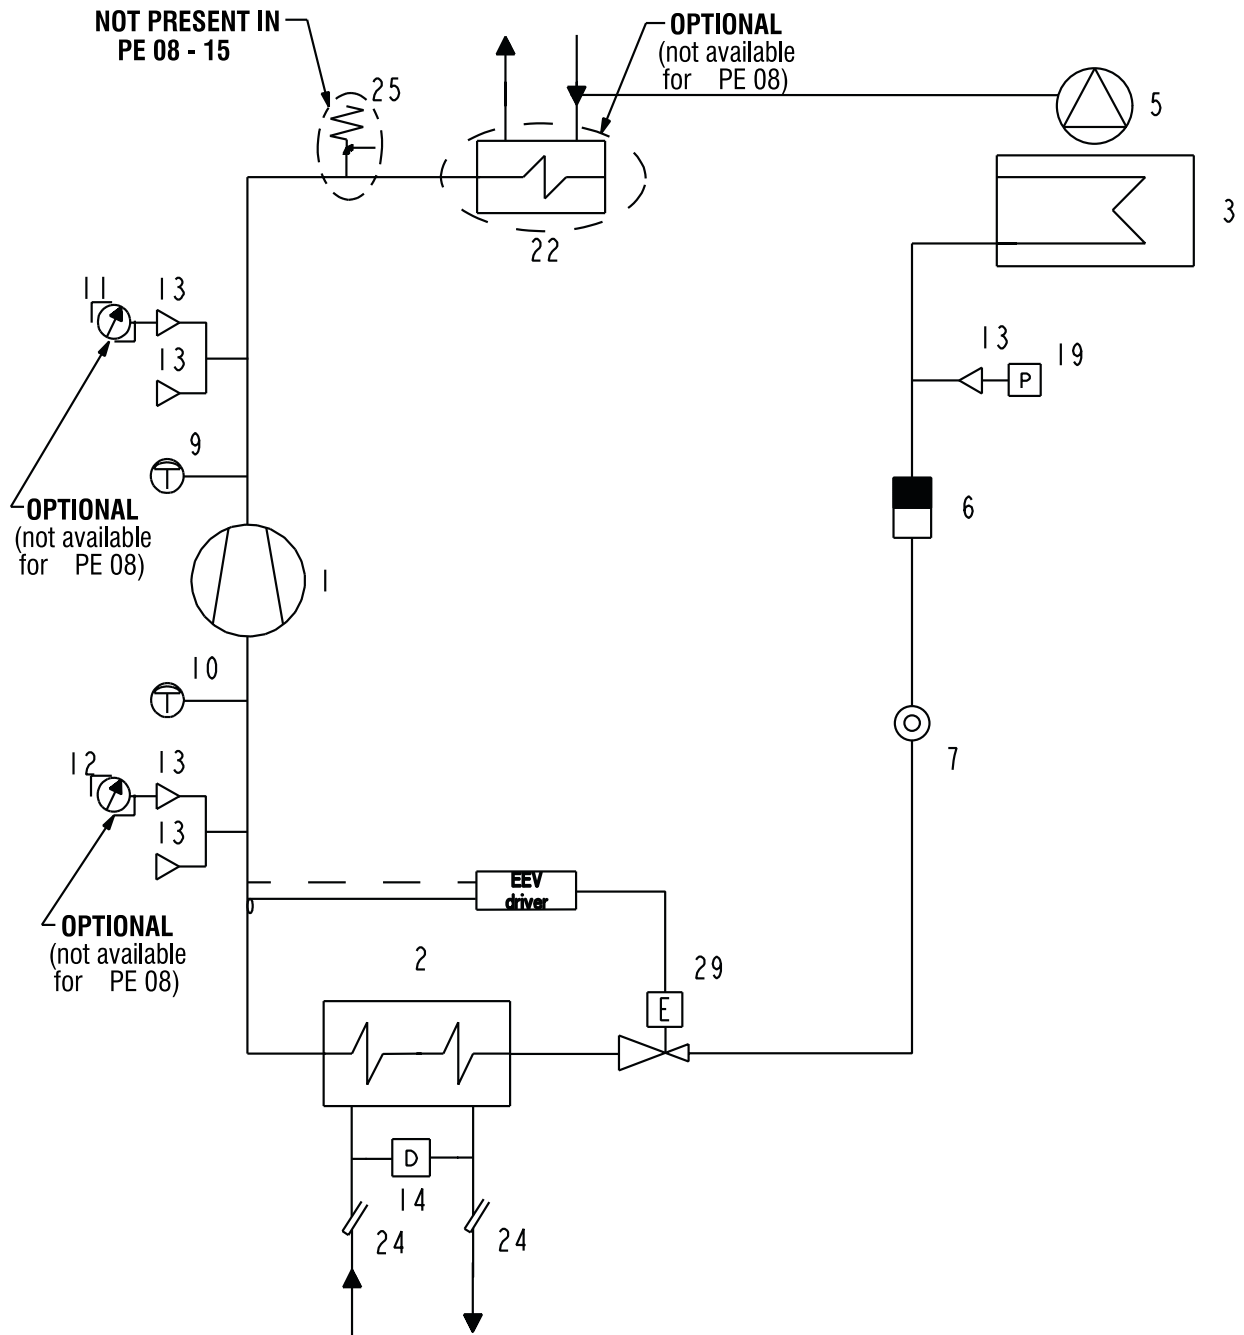 NOT PRESENT IN
PE 08 - 15
OPTIONAL
(not available
for PE 08)
25
5
3
22
11
13
13
13
19
P
9
T
OPTIONAL
(not available
for PE 08)
6
1
10
T
7
12
13
13
EEV
driver
OPTIONAL
(not available
for PE 08)
2
29
E
D
14
24
24